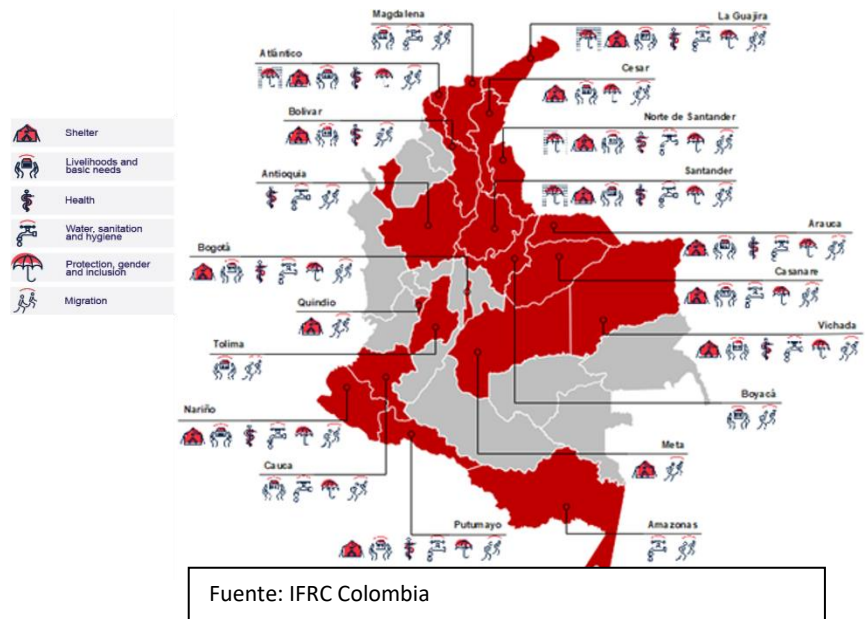 Magdalena
La Guajira
Atlántico
Cesar
Bolívar
Norte de Santander
Antioquia
Santander
Arauca
Bogotà
Casanare
Quindio
Vichada
Tolima
Boyacà
Nariño
Meta
Cauca
Putumayo
Amazonas
Shelter
Livelihoods and
basic needs
Health
Water, sanitation
and hygiene
Protection, gender
and inclusion
Migration
Fuente: IFRC Colombia